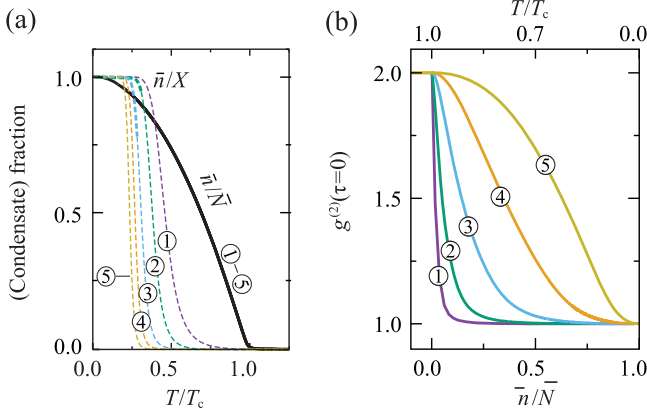 (a)
(Condensate) fraction
1.0
0.5
0.0
n̄/X
n̄/N̄
①
②
③
④
⑤
①−⑤
0.0
0.5
1.0
T/Tc
(b)
T/Tc
1.0
0.7
0.0
g(2)(τ=0)
2.0
1.5
1.0
①
②
③
④
⑤
0.0
0.5
1.0
n̄/N̄